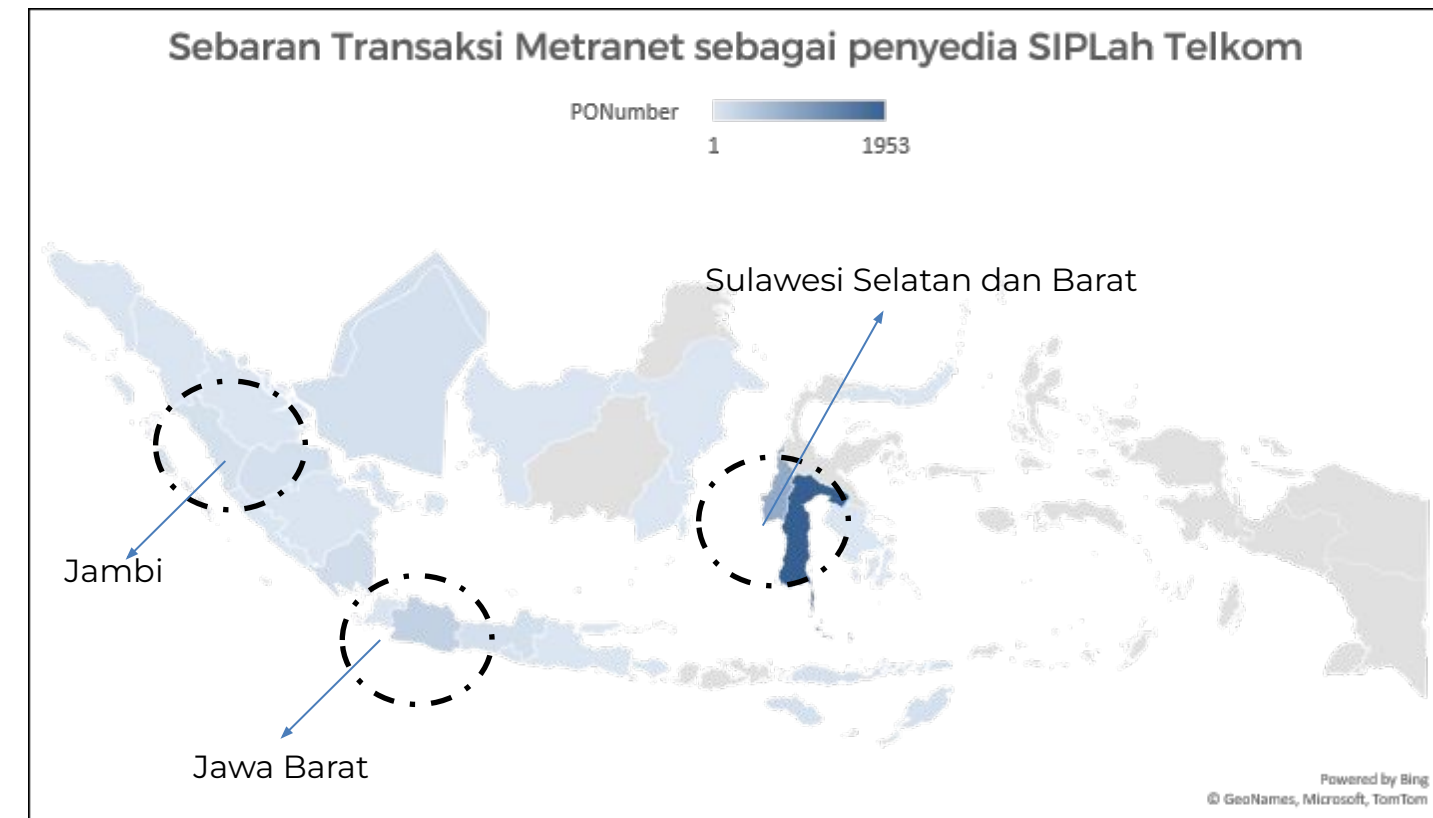 Sebaran Transaksi Metranet sebagai penyedia SIPLah Telkom
PONumber
1
1953
Sulawesi Selatan dan Barat
Jambi
Jawa Barat
Powered by Bing
© GeoNames, Microsoft, TomTom